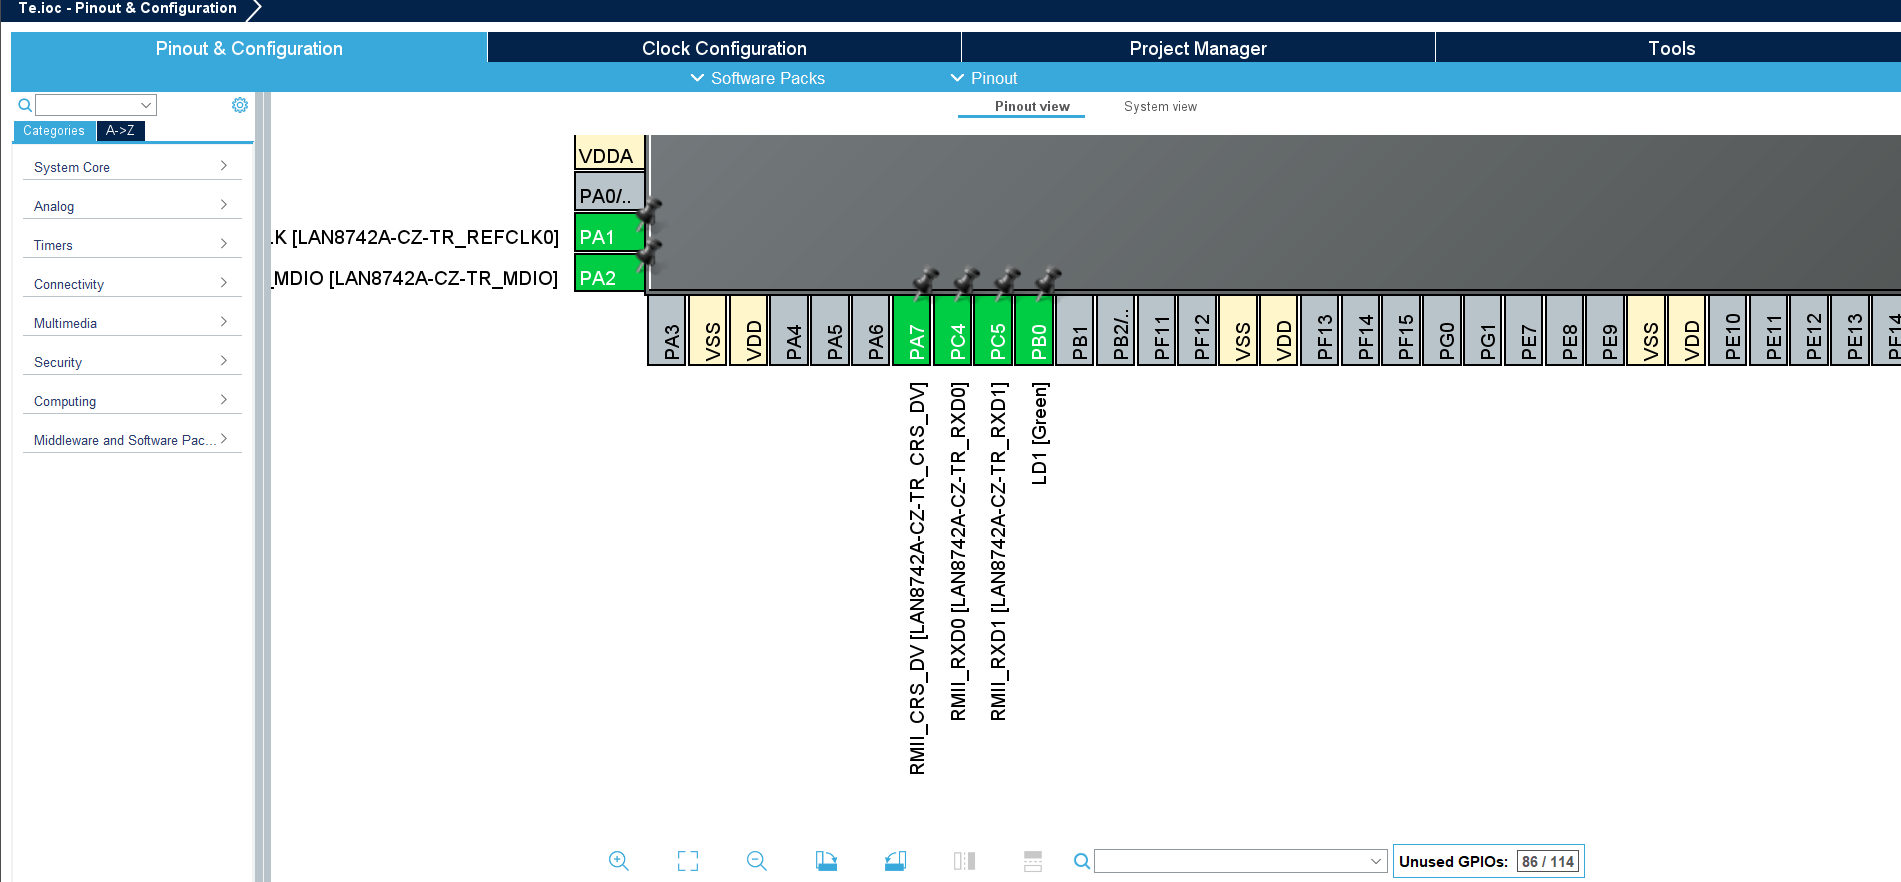 Te.ioc - Pinout & Configuration
Pinout & Configuration
Clock Configuration
Project Manager
Tools
Software Packs
Pinout
Pinout view
System view
Categories
A->Z
System Core
Analog
Timers
Connectivity
Multimedia
Security
Computing
Middleware and Software Pac...
VDDA
PA0/..
LK [LAN8742A-CZ-TR_REFCLK0]
PA1
_MDIO [LAN8742A-CZ-TR_MDIO]
PA2
PA3
VSS
VDD
PA4
PA5
PA6
PA7
PC4
PC5
PB0
PB1
PB2/..
PF11
PF12
VSS
VDD
PF13
PF14
PF15
PG0
PG1
PE7
PE8
PE9
VSS
VDD
PE10
PE11
PE12
PE13
PE14
RMII_CRS_DV [LAN8742A-CZ-TR_CRS_DV]
RMII_RXD0 [LAN8742A-CZ-TR_RXD0]
RMII_RXD1 [LAN8742A-CZ-TR_RXD1]
LD1 [Green]
Unused GPIOs: 86 / 114